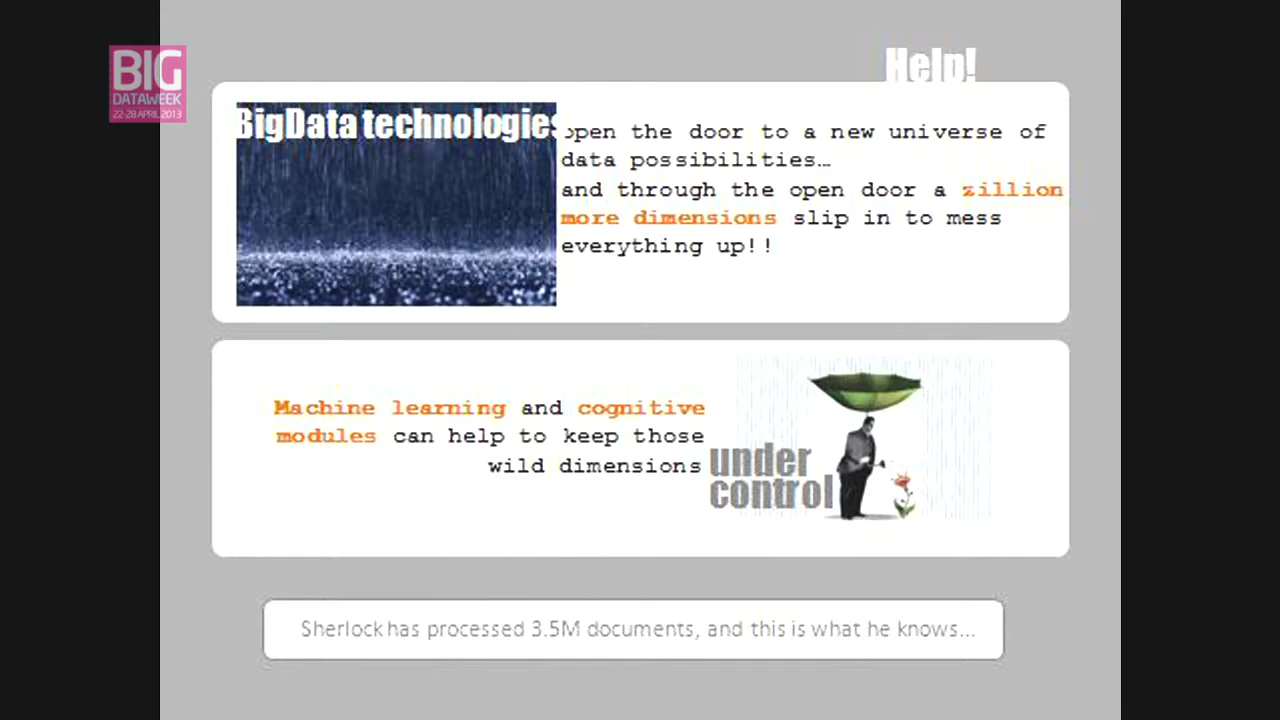 Help!
BIG
DATAWEEK
22-28 APRIL 2013
BigData technologies
open the door to a new universe of
data possibilities…
and through the open door a zillion
more dimensions slip in to mess
everything up!!
Machine learning and cognitive
modules can help to keep those
wild dimensions
under
control
Sherlock has processed 3.5M documents, and this is what he knows...